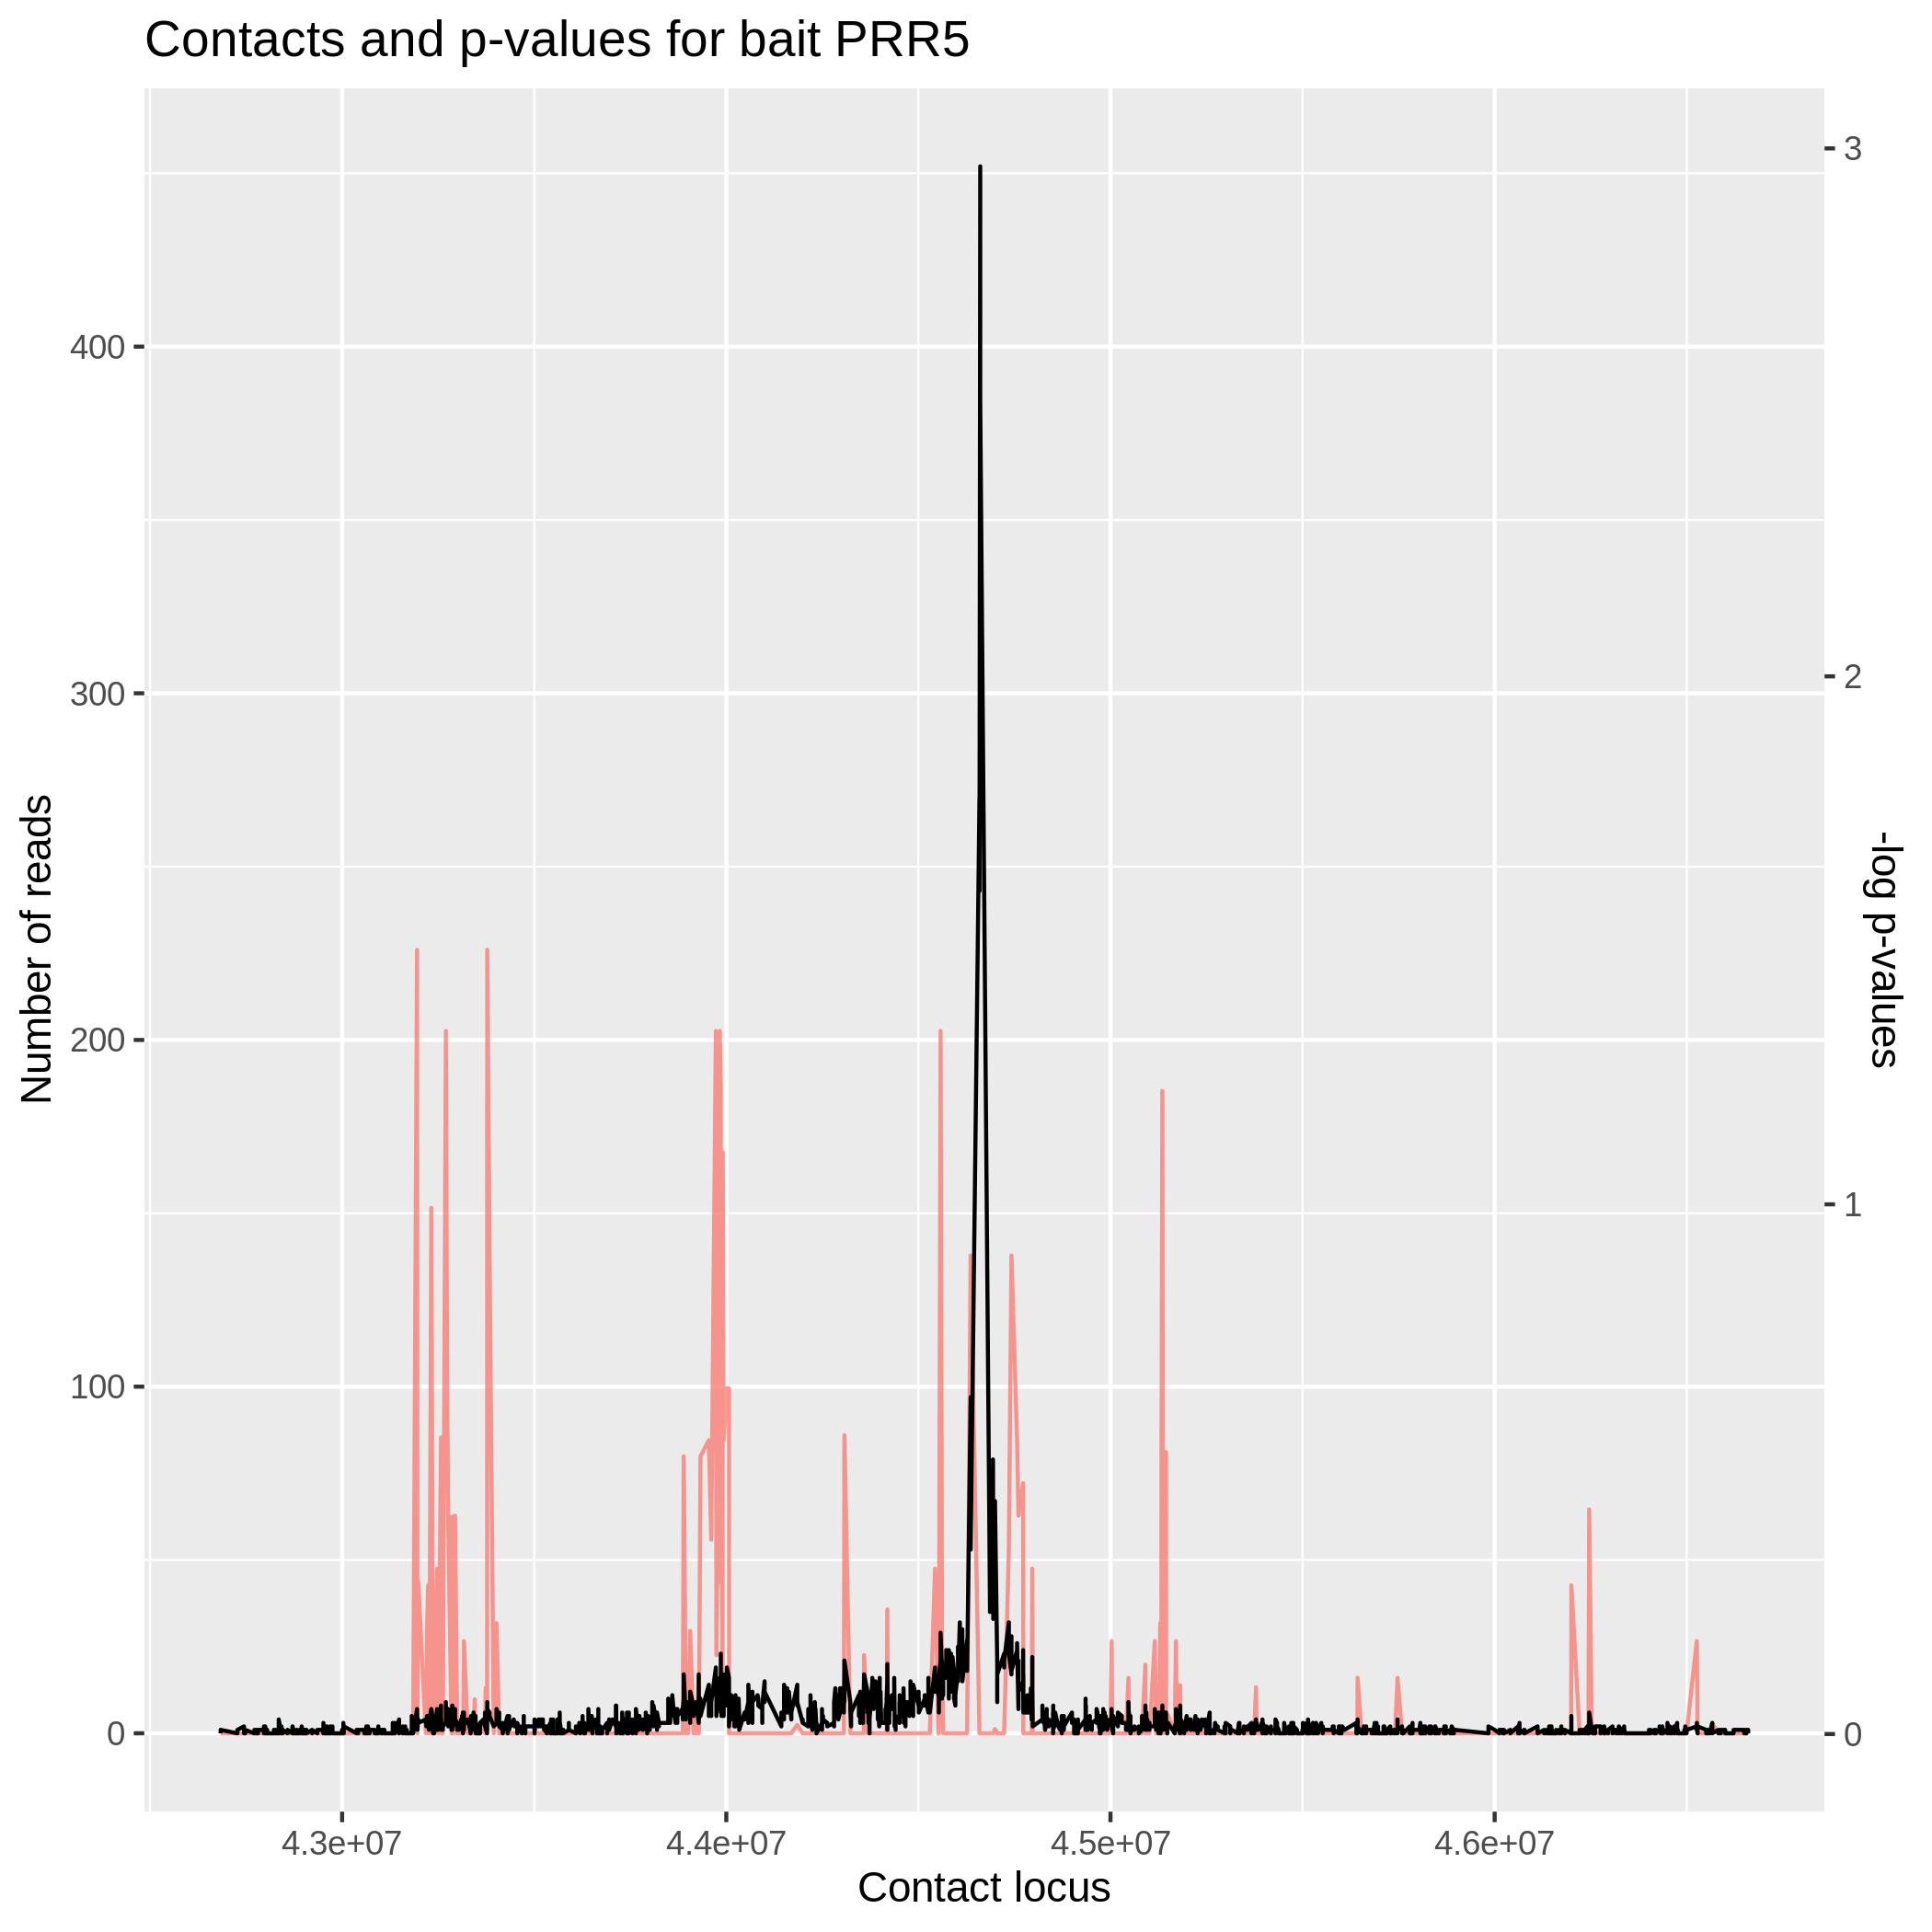 Contacts and p-values for bait PRR5
Number of reads
400
300
200
100
0
3
2
1
0
-log p-values
4.3e+07
4.4e+07
4.5e+07
4.6e+07
Contact locus